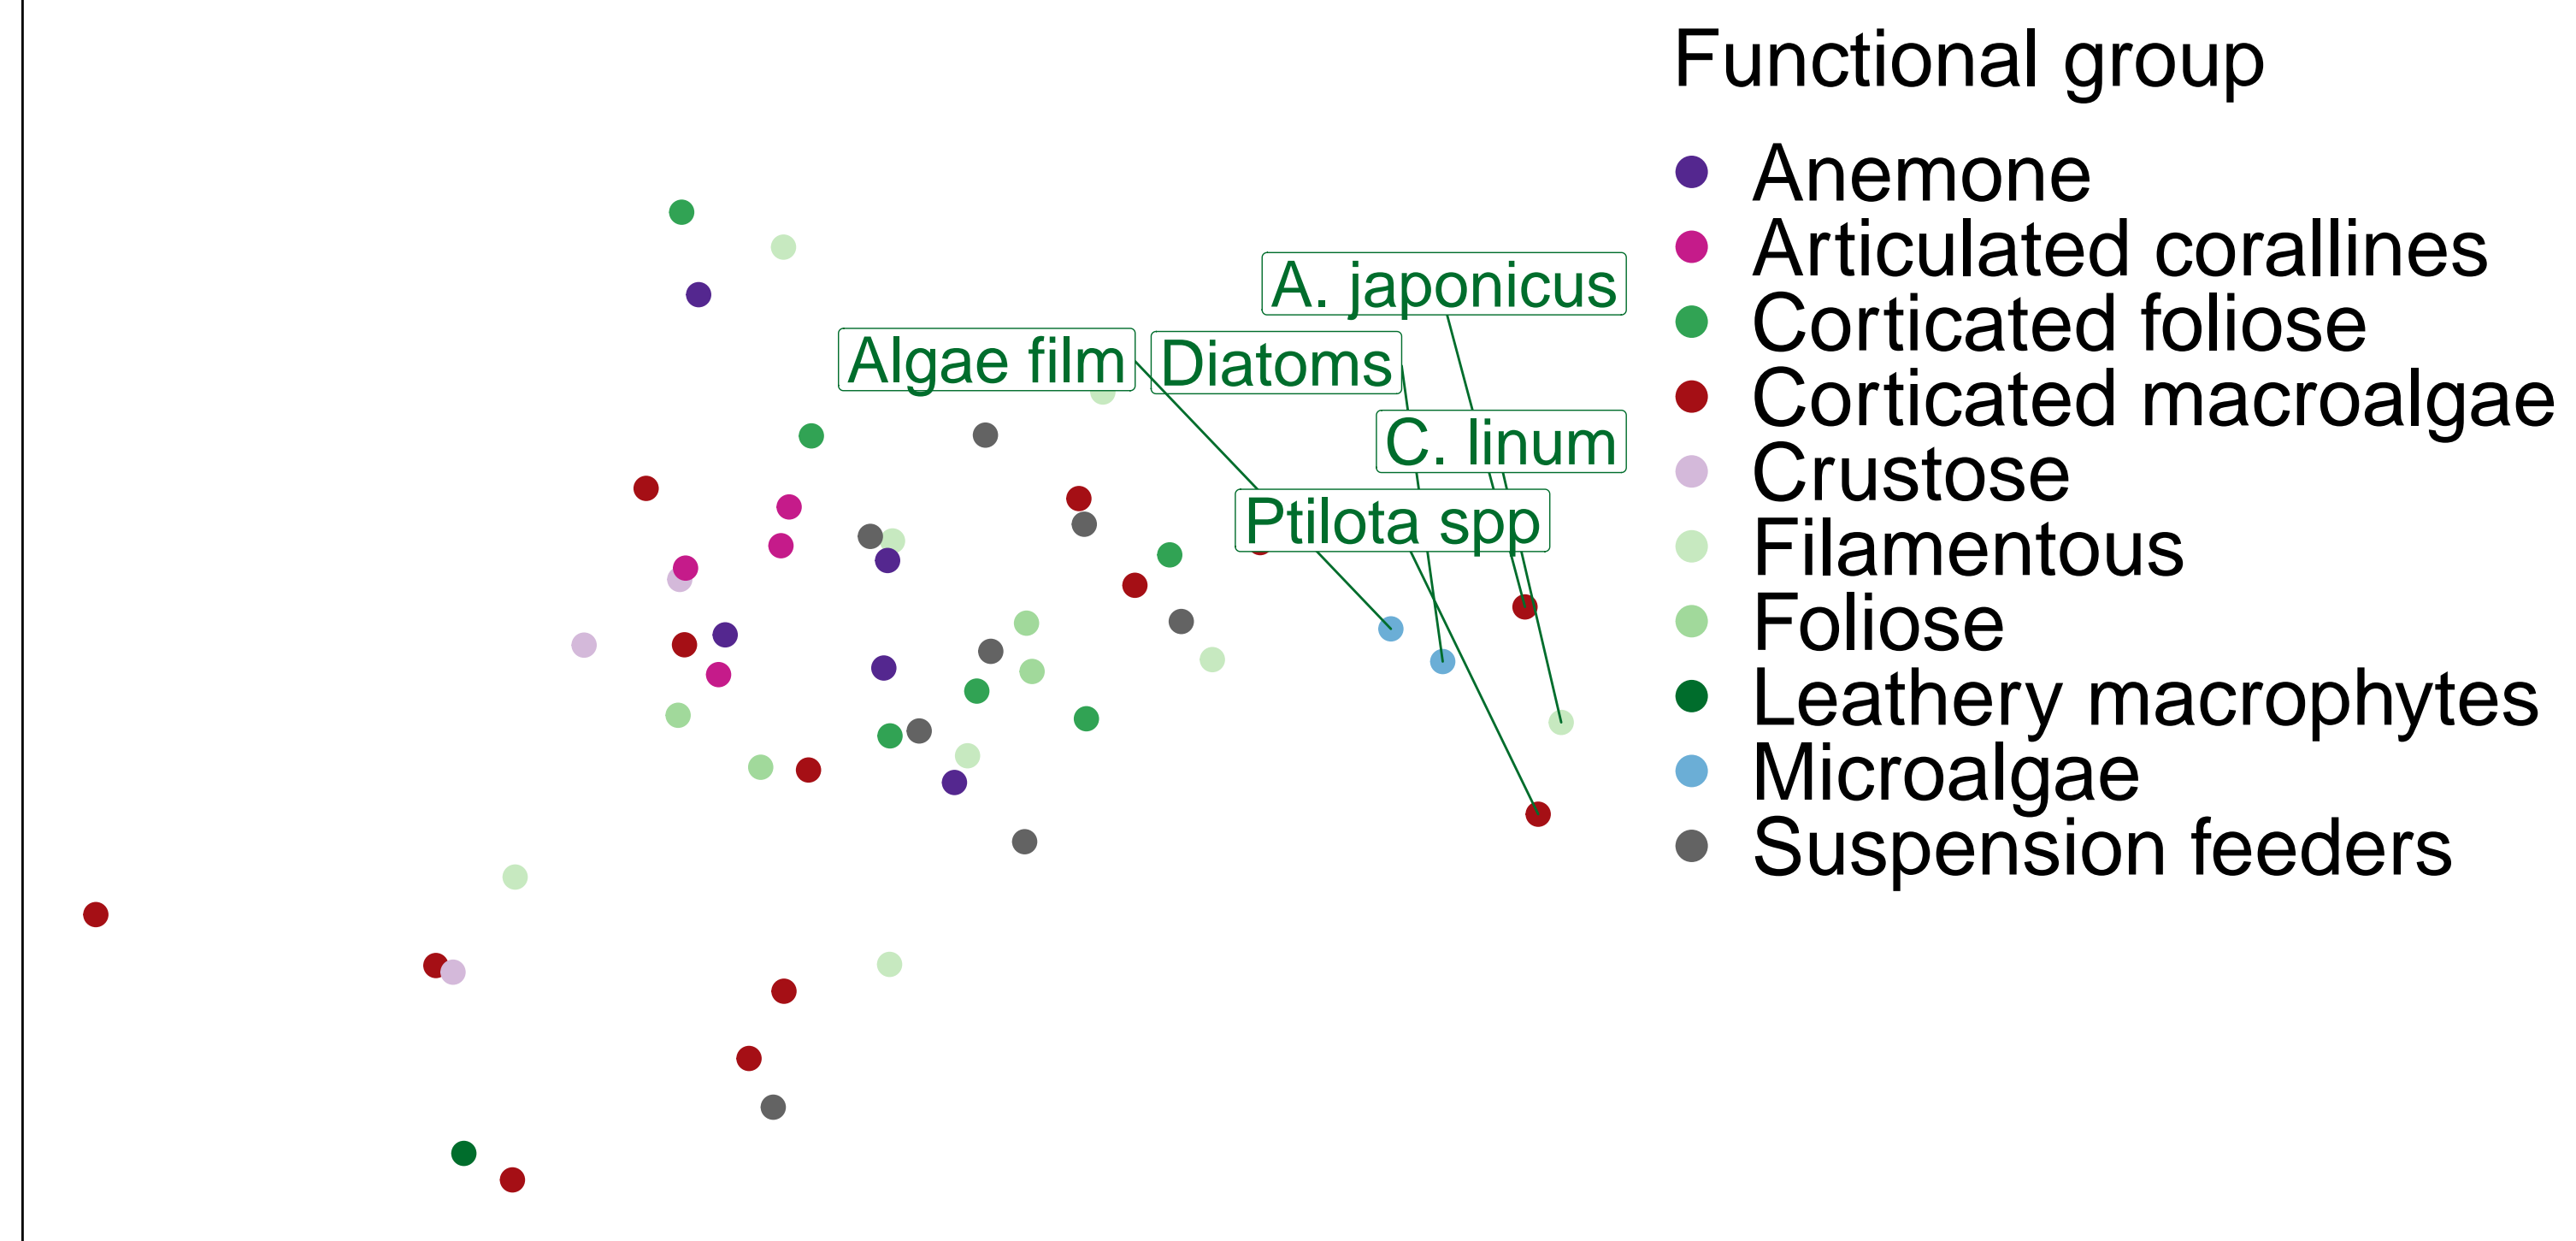 Functional group
Anemone
Articulated corallines
Corticated foliose
Corticated macroalgae
Crustose
Filamentous
Foliose
Leathery macrophytes
Microalgae
Suspension feeders
A. japonicus
Algae film
Diatoms
C. linum
Ptilota spp